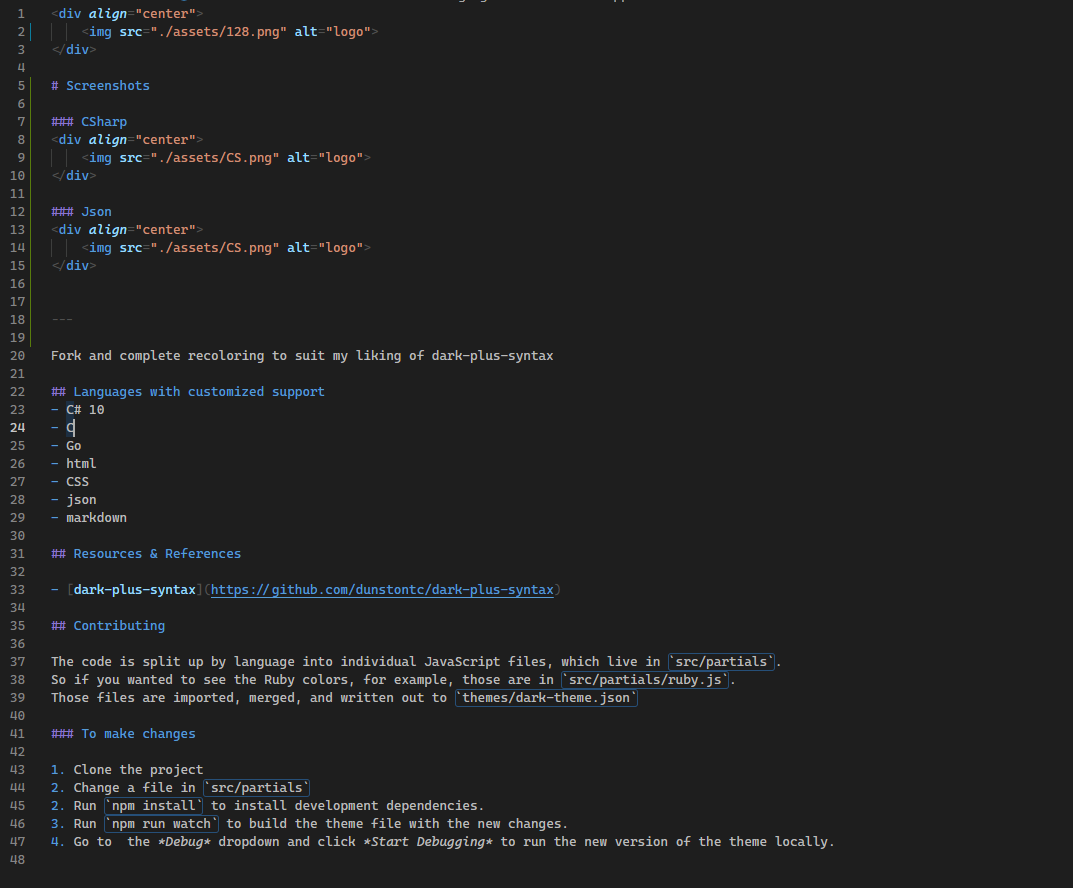 1 <div align="center">
2 <img src="./assets/128.png" alt="logo">
3 </div>
4
5 # Screenshots
6
7 ### CSharp
8 <div align="center">
9 <img src="./assets/CS.png" alt="logo">
10 </div>
11
12 ### Json
13 <div align="center">
14 <img src="./assets/CS.png" alt="logo">
15 </div>
16
17
18 ---
19
20 Fork and complete recoloring to suit my liking of dark-plus-syntax
21
22 ## Languages with customized support
23 - C# 10
24 - C
25 - Go
26 - html
27 - CSS
28 - json
29 - markdown
30
31 ## Resources & References
32
33 - [dark-plus-syntax](https://github.com/dunstontc/dark-plus-syntax)
34
35 ## Contributing
36
37 The code is split up by language into individual JavaScript files, which live in `src/partials`.
38 So if you wanted to see the Ruby colors, for example, those are in `src/partials/ruby.js`.
39 Those files are imported, merged, and written out to `themes/dark-theme.json`
40
41 ### To make changes
42
43 1. Clone the project
44 2. Change a file in `src/partials`
45 2. Run `npm install` to install development dependencies.
46 3. Run `npm run watch` to build the theme file with the new changes.
47 4. Go to  the *Debug* dropdown and click *Start Debugging* to run the new version of the theme locally.
48